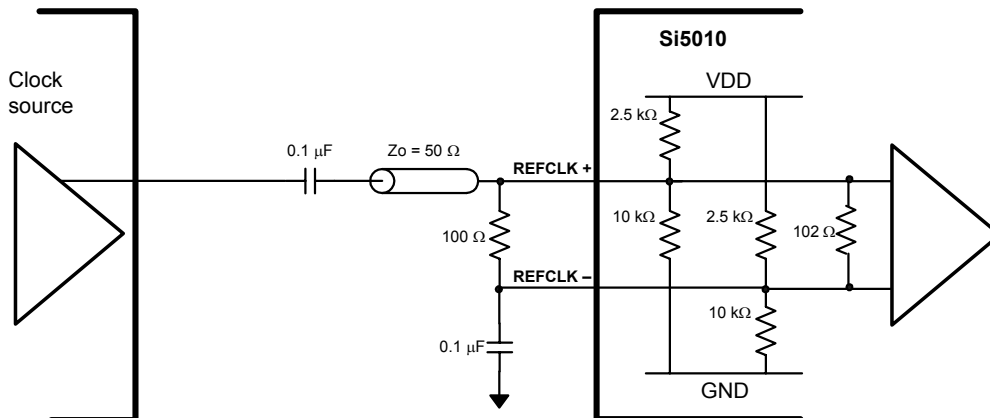 Si5010
Clock
source
VDD
2.5 kΩ
0.1 μF
Zo = 50 Ω
REFCLK +
100 Ω
10 kΩ
2.5 kΩ
102 Ω
REFCLK –
10 kΩ
0.1 μF
GND